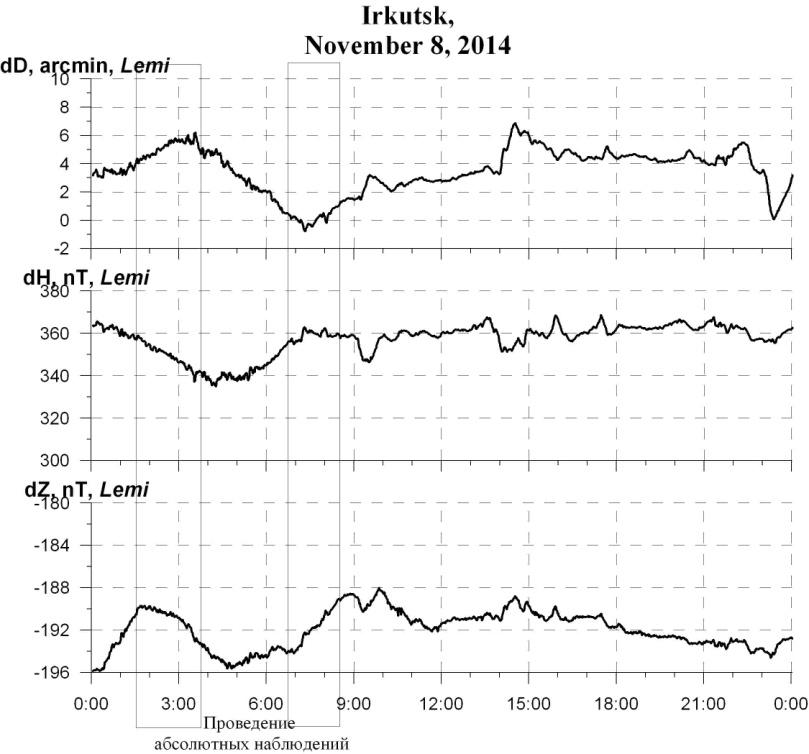 Irkutsk,
November 8, 2014
dD, arcmin, Lemi
10
8
6
4
2
0
-2
dH, nT, Lemi
380
360
340
320
300
dZ, nT, Lemi
-180
-184
-188
-192
-196
0:00 3:00 6:00 9:00 12:00 15:00 18:00 21:00 0:00
Проведение
абсолютных наблюдений